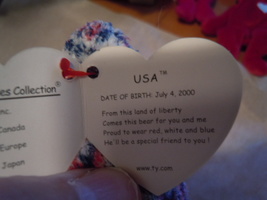 es Collection®
nc.
Canada
Europe
Japan
USA™
DATE OF BIRTH: July 4, 2000
From this land of liberty
Comes this bear for you and me
Proud to wear red, white and blue
He'll be a special friend to you !
www.ty.com